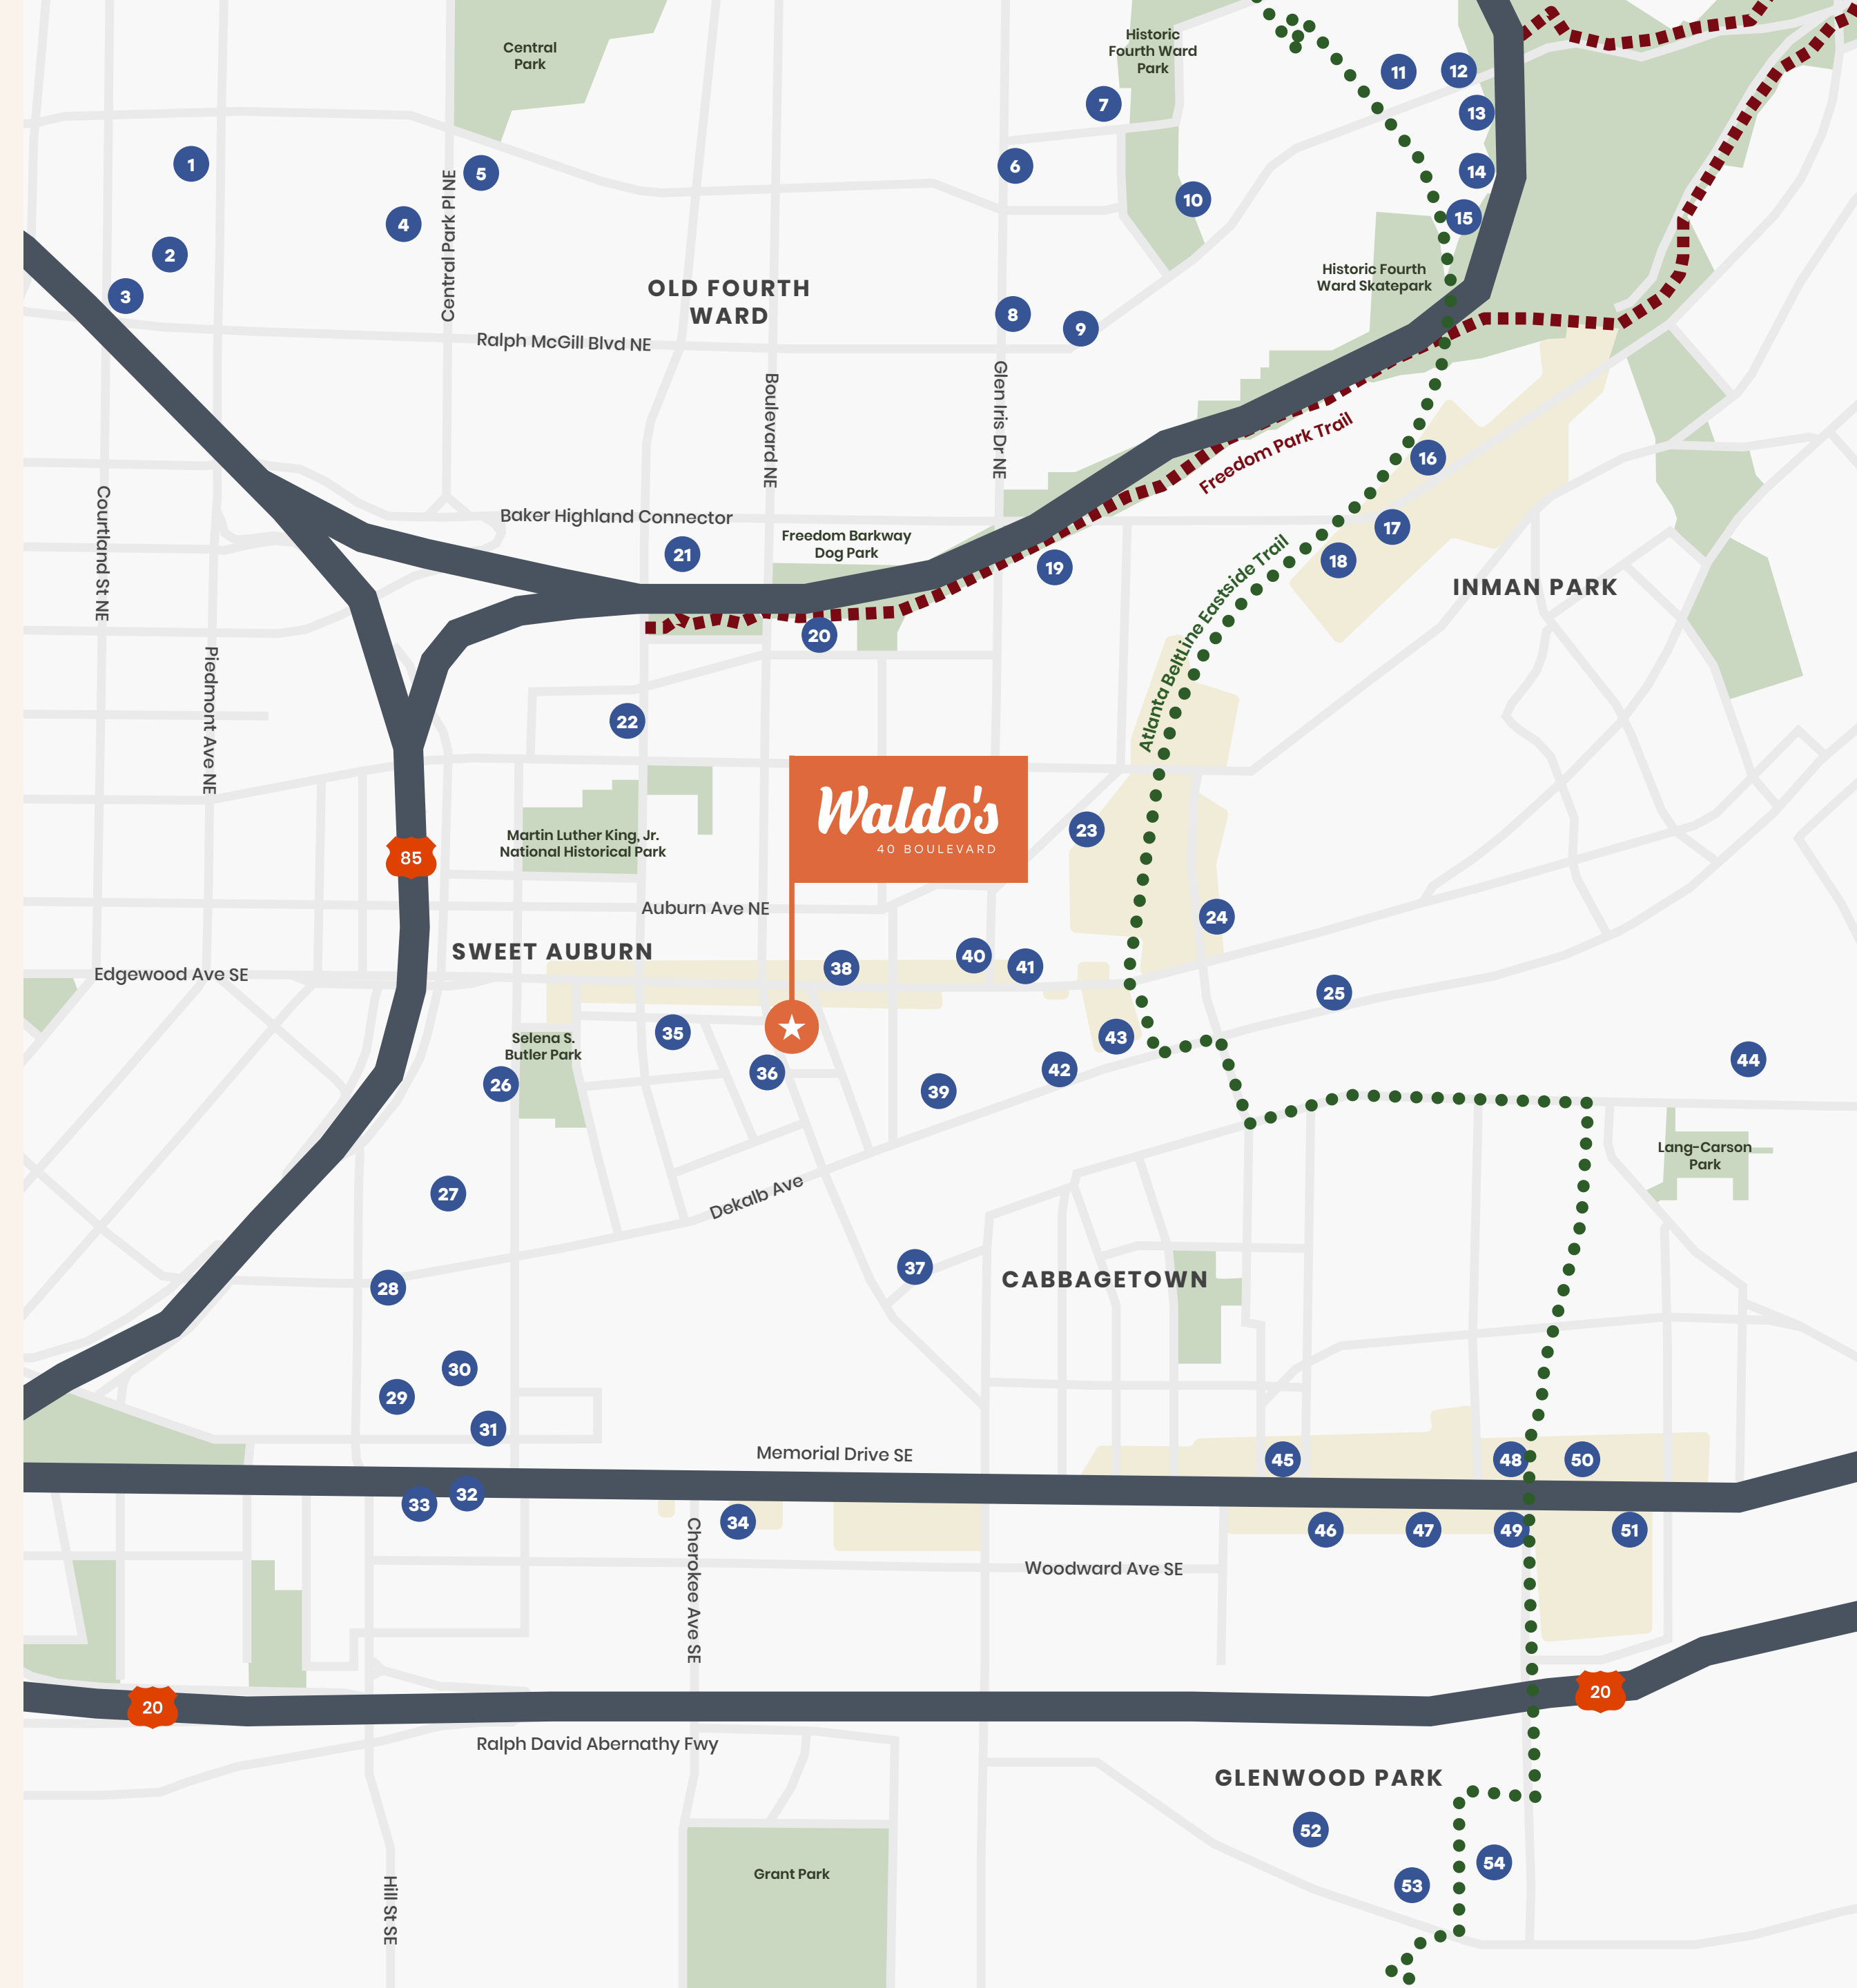 Central
Park
Historic
Fourth Ward
Park
11
12
7
13
1
5
6
14
10
4
15
2
Central Park Pl NE
3
Historic Fourth
Ward Skatepark
OLD FOURTH
WARD
8
9
Ralph McGill Blvd NE
Boulevard NE
Glen Iris Dr NE
Freedom Park Trail
16
Courtland St NE
Baker Highland Connector
17
Freedom Barkway
Dog Park
21
18
19
INMAN PARK
Atlanta BeltLine Eastside Trail
20
Piedmont Ave NE
22
Waldo's
40 BOULEVARD
23
Martin Luther King, Jr.
National Historical Park
85
Auburn Ave NE
24
SWEET AUBURN
40
41
38
Edgewood Ave SE
25
35
43
Selena S.
Butler Park
44
42
36
26
39
Lang-Carson
Park
27
Dekalb Ave
37
CABBAGETOWN
28
30
29
31
Memorial Drive SE
45
48
50
32
33
34
46
47
49
51
Cherokee Ave SE
Woodward Ave SE
20
20
Ralph David Abernathy Fwy
GLENWOOD PARK
52
54
Grant Park
53
Hill St SE